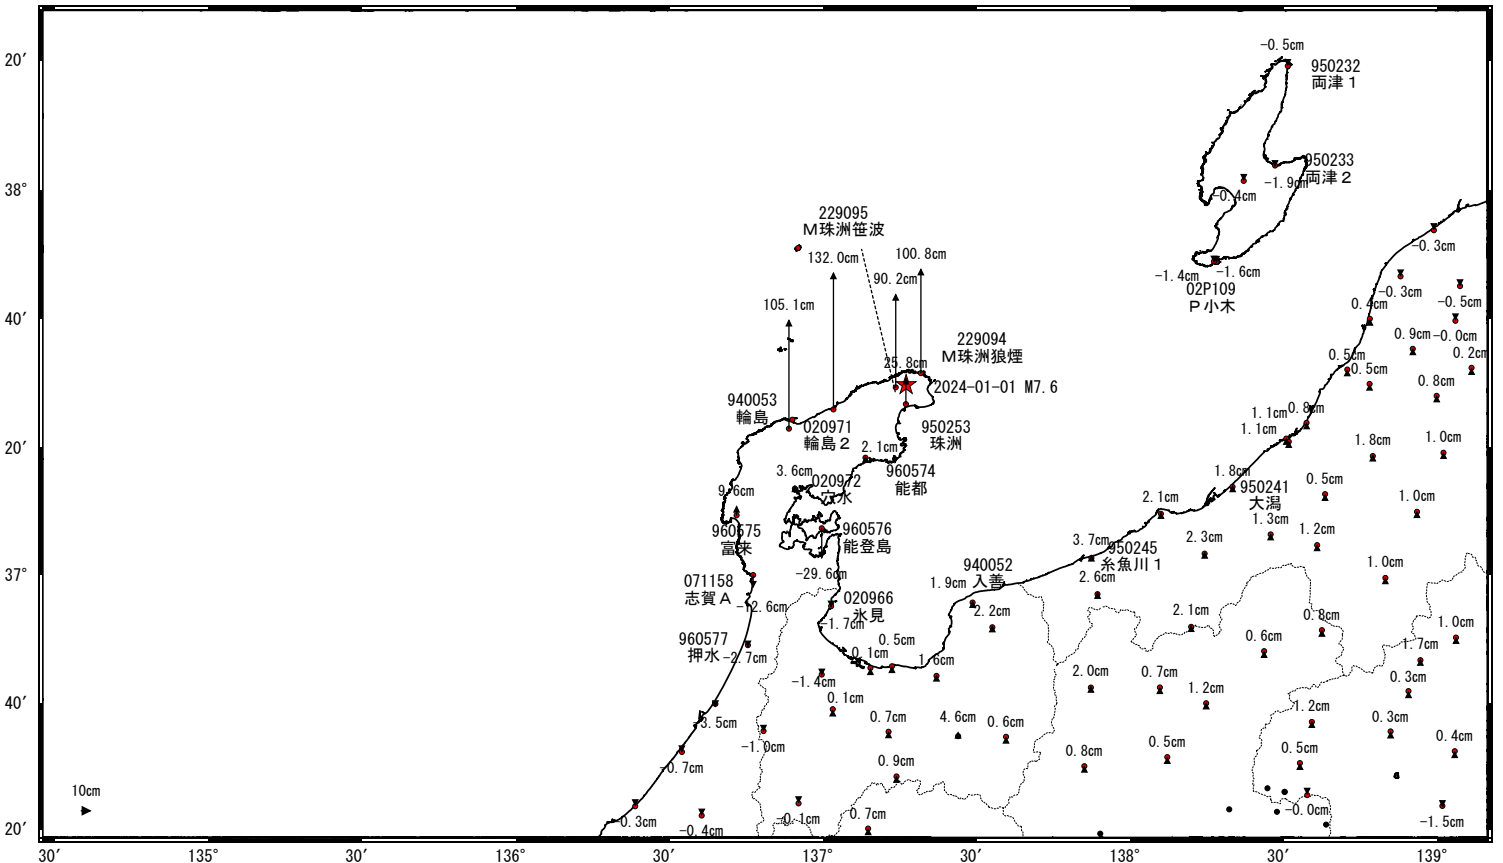 -0.5cm
20′
950232
両津１
950233
両津２
-1.9cm
-0.4cm
38°
229095
Ｍ珠洲笹波
132.0cm
100.8cm
90.2cm
105.1cm
-0.3cm
-1.4cm
-1.6cm
02P109
Ｐ小木
-0.3cm
-0.5cm
40′
0.4cm
229094
Ｍ珠洲狼煙
25.8cm
0.9cm
-0.0cm
0.5cm
0.5cm
0.2cm
2024-01-01 M7.6
0.8cm
940053
輪島
020971
輪島２
950253
珠洲
1.1cm
0.8cm
1.1cm
20′
2.1cm
1.8cm
1.0cm
3.6cm
020972
穴水
960574
能都
1.8cm
950241
大潟
0.5cm
9.6cm
2.1cm
1.0cm
960575
富来
960576
能登島
3.7cm
950245
糸魚川１
2.3cm
1.3cm
1.2cm
37°
-29.6cm
940052
入善
1.9cm
2.6cm
1.0cm
071158
志賀Ａ
-12.6cm
020966
氷見
-1.7cm
2.2cm
2.1cm
0.8cm
1.0cm
960577
押水
-2.7cm
0.5cm
0.1cm
1.6cm
0.6cm
1.7cm
-1.4cm
2.0cm
0.7cm
0.3cm
40′
0.1cm
1.2cm
1.2cm
-3.5cm
0.7cm
4.6cm
0.6cm
0.3cm
-1.0cm
0.4cm
-0.7cm
0.9cm
0.8cm
0.5cm
0.5cm
10cm
-0.3cm
-0.4cm
-0.1cm
0.7cm
-0.0cm
-1.5cm
20′
30′
135°
30′
136°
30′
137°
30′
138°
30′
139°